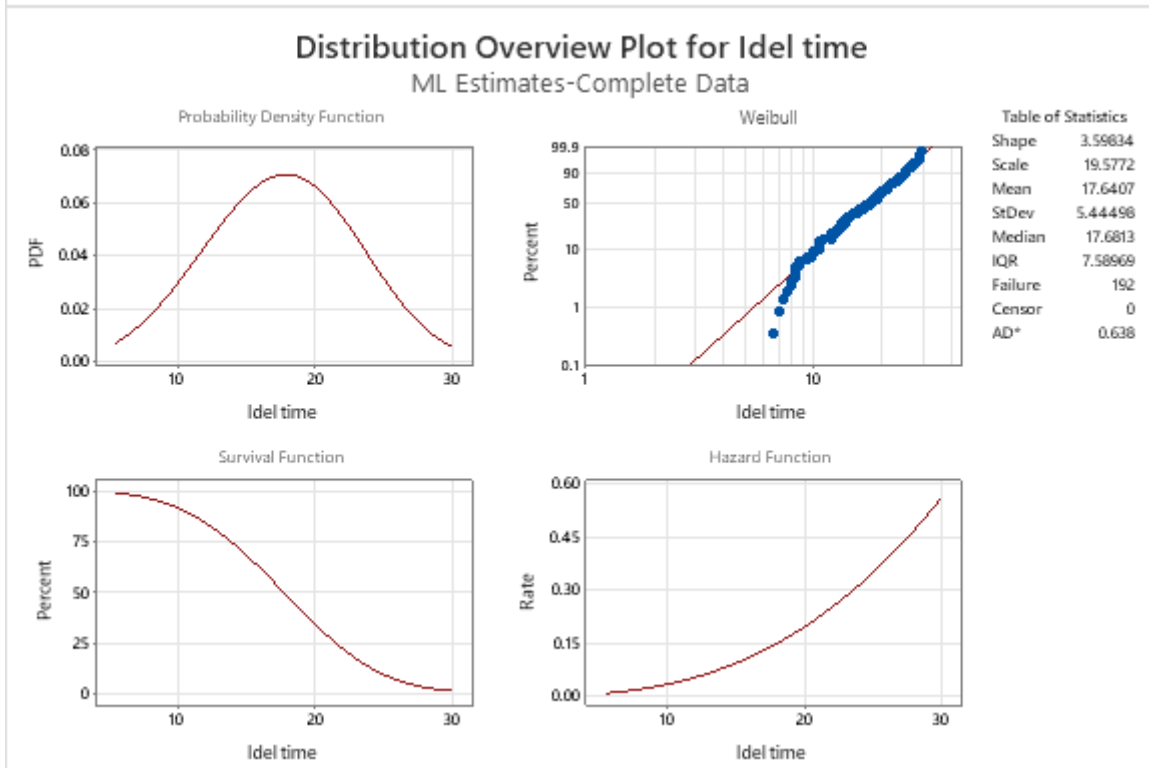 Distribution Overview Plot for Idel time
ML Estimates-Complete Data
Probability Density Function
0.08
0.06
0.04
0.02
0.00
PDF
10 20 30
Idel time
Weibull
99.9
90
50
10
1
0.1
Percent
1 10
Idel time
Table of Statistics
Shape 3.59834
Scale 19.5772
Mean 17.6407
StDev 5.44498
Median 17.6813
IQR 7.58969
Failure 192
Censor 0
AD* 0.638
Survival Function
100
75
50
25
0
Percent
10 20 30
Idel time
Hazard Function
0.60
0.45
0.30
0.15
0.00
Rate
10 20 30
Idel time